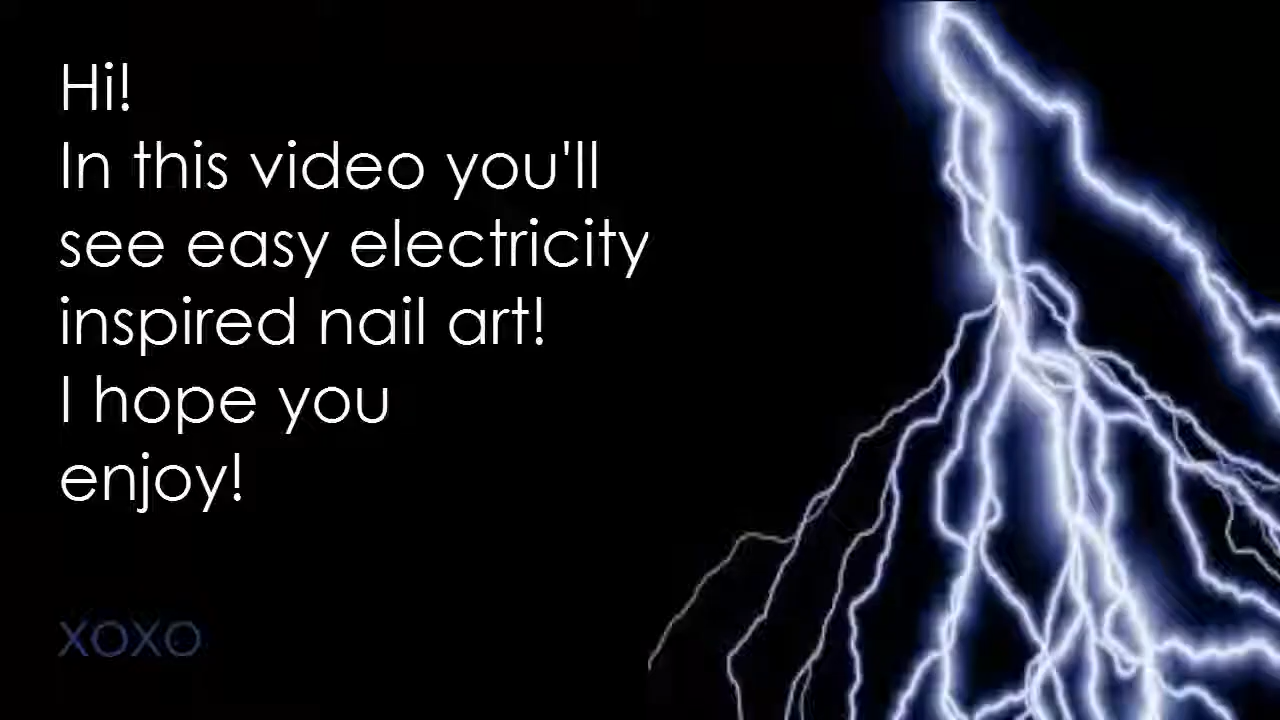 Hi!
In this video you'll
see easy electricity
inspired nail art!
I hope you
enjoy!
XOXO